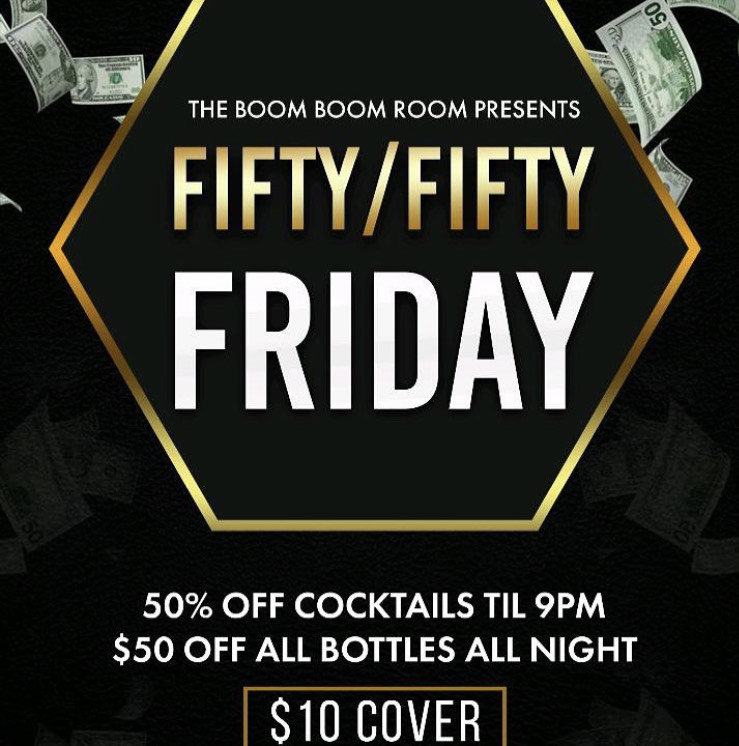 THE BOOM BOOM ROOM PRESENTS
FIFTY/FIFTY
FRIDAY
50% OFF COCKTAILS TIL 9PM
$50 OFF ALL BOTTLES ALL NIGHT
$10 COVER
50